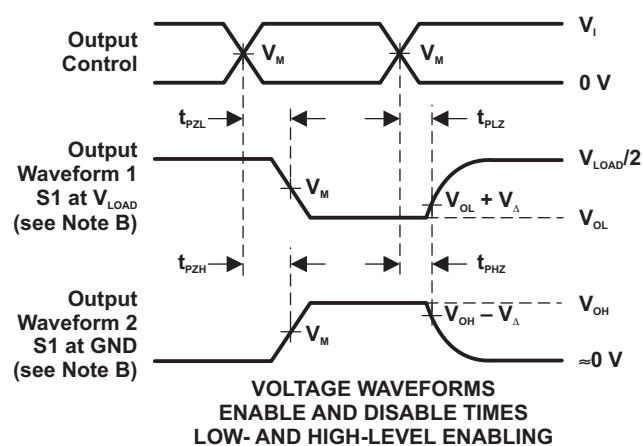 Output
Control
V_M
V_M
V_I
0 V
t_PZL
t_PLZ
Output
Waveform 1
S1 at V_LOAD
(see Note B)
V_M
V_LOAD/2
V_OL + V_Δ
V_OL
t_PZH
t_PHZ
Output
Waveform 2
S1 at GND
(see Note B)
V_M
V_OH
V_OH – V_Δ
≈0 V
VOLTAGE WAVEFORMS
ENABLE AND DISABLE TIMES
LOW- AND HIGH-LEVEL ENABLING